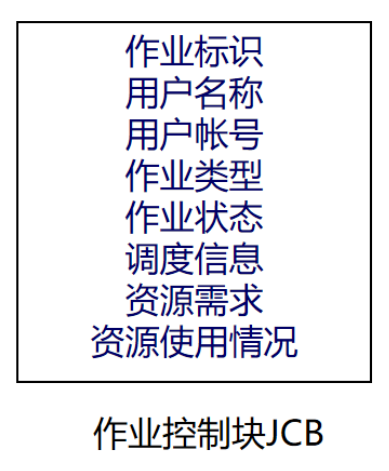 作业标识
用户名称
用户帐号
作业类型
作业状态
调度信息
资源需求
资源使用情况
作业控制块JCB